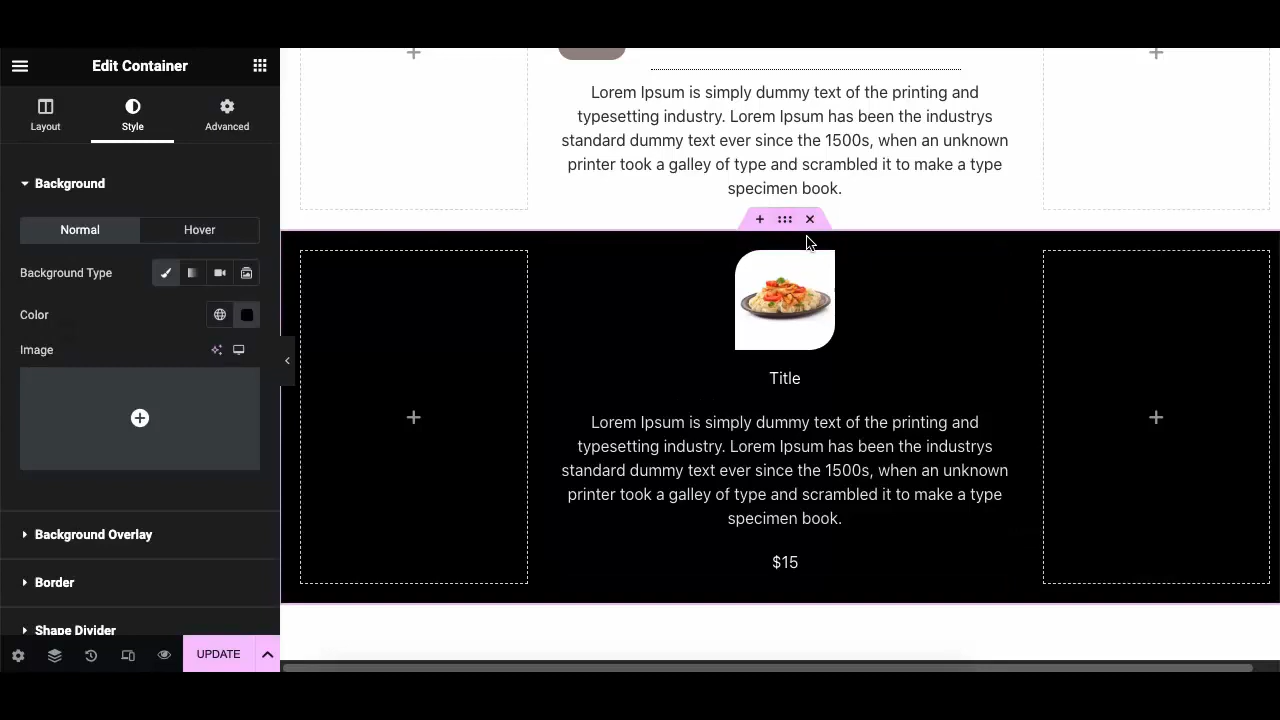 Edit Container
Layout
Style
Advanced
Background
Normal
Hover
Background Type
Color
Image
Background Overlay
Border
Shape Divider
UPDATE
Lorem Ipsum is simply dummy text of the printing and
typesetting industry. Lorem Ipsum has been the industrys
standard dummy text ever since the 1500s, when an unknown
printer took a galley of type and scrambled it to make a type
specimen book.
Title
Lorem Ipsum is simply dummy text of the printing and
typesetting industry. Lorem Ipsum has been the industrys
standard dummy text ever since the 1500s, when an unknown
printer took a galley of type and scrambled it to make a type
specimen book.
$15